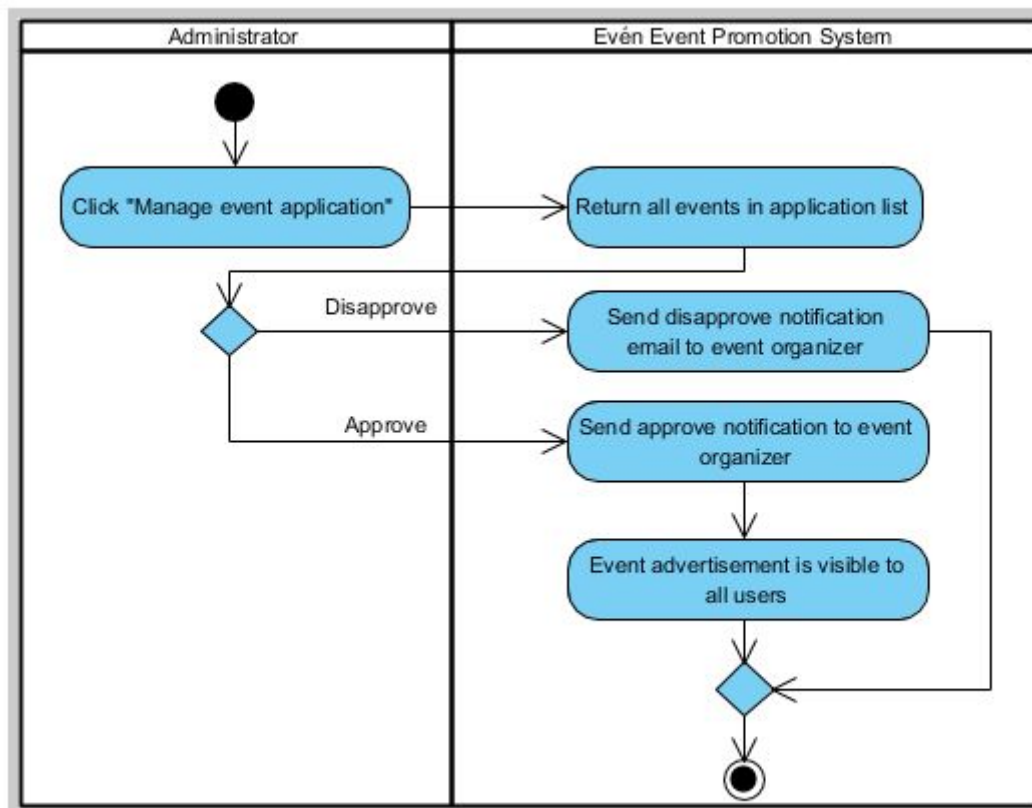 Administrator
Evén Event Promotion System
Click "Manage event application"
Return all events in application list
Disapprove
Send disapprove notification
email to event organizer
Approve
Send approve notification to event
organizer
Event advertisement is visible to
all users